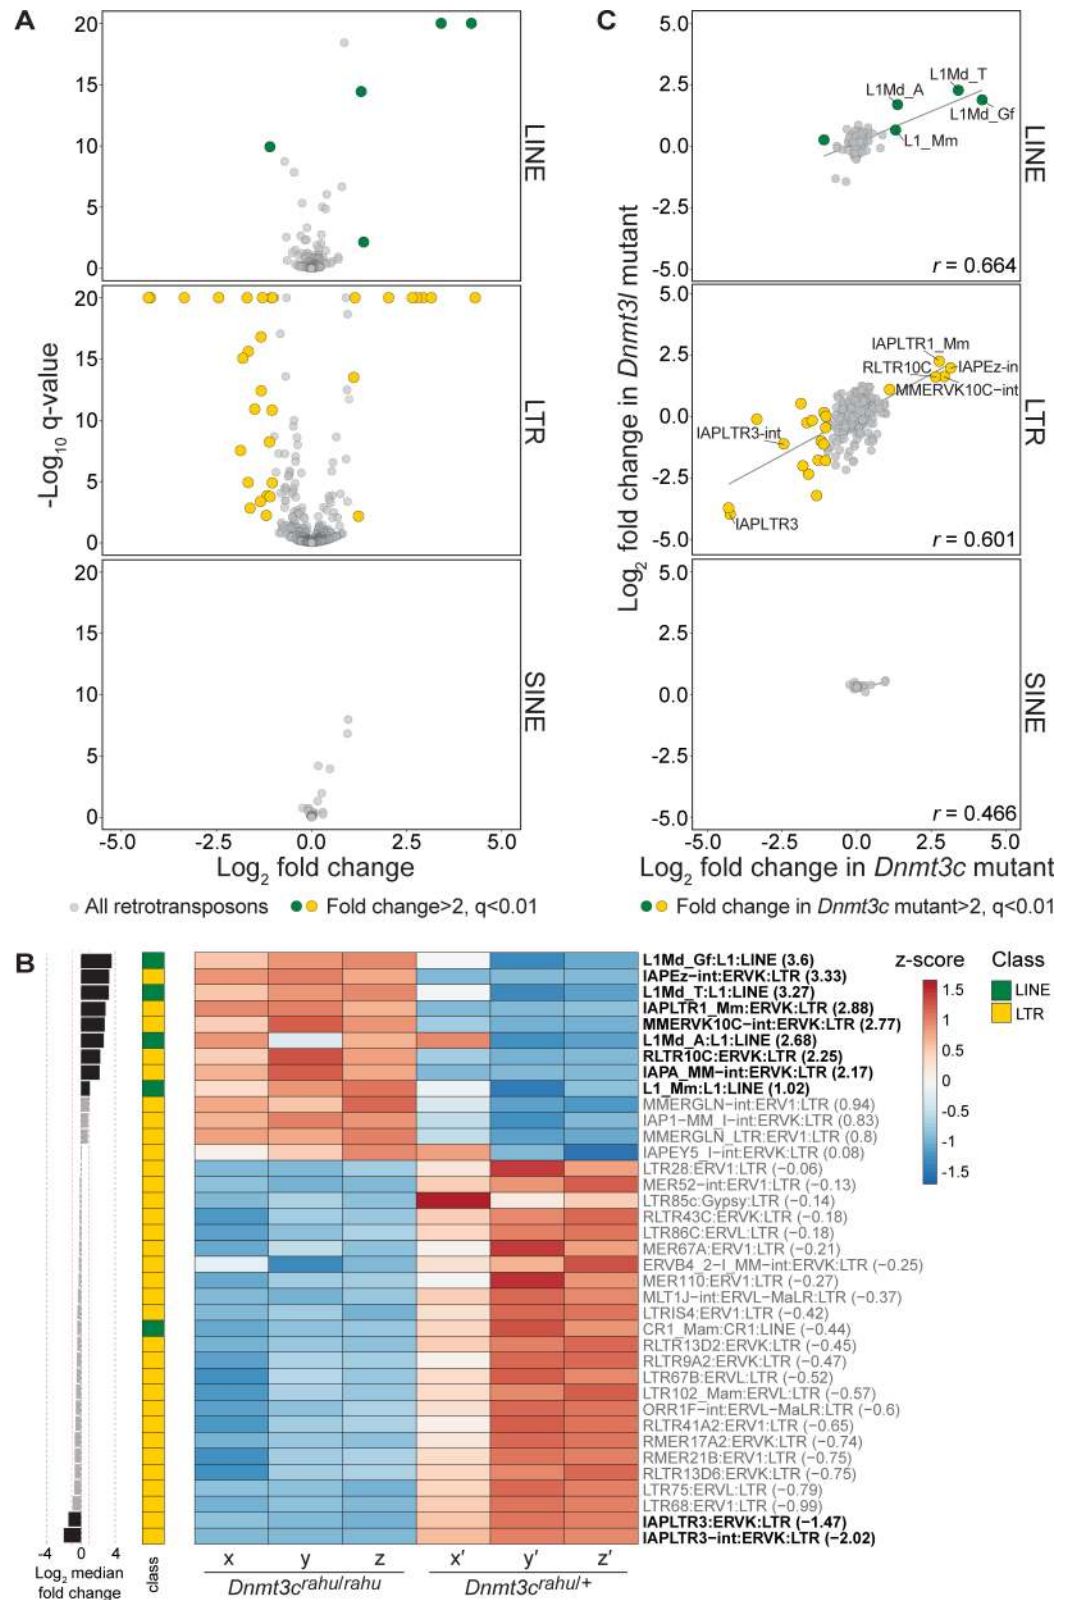 A
20
15
10
5
0
LINE
20
15
10
5
0
LTR
-Log10 q-value
20
15
10
5
0
SINE
-5.0 -2.5 0.0 2.5 5.0
Log2 fold change
All retrotransposons Fold change>2, q<0.01
C
5.0
2.5
0.0
-2.5
-5.0
L1Md_T
L1Md_A
L1Md_Gf
L1_Mm
r = 0.664
LINE
5.0
2.5
0.0
-2.5
-5.0
IAPLTR1_Mm
RLTR10C
IAPEz-in
MMERVK10C-int
IAPLTR3-int
IAPLTR3
r = 0.601
LTR
Log2 fold change in Dnmt3l mutant
5.0
2.5
0.0
-2.5
-5.0
r = 0.466
SINE
-5.0 -2.5 0.0 2.5 5.0
Log2 fold change in Dnmt3c mutant
Fold change in Dnmt3c mutant>2, q<0.01
B
L1Md_Gf:L1:LINE (3.6)
IAPEz-int:ERVK:LTR (3.33)
L1Md_T:L1:LINE (3.27)
IAPLTR1_Mm:ERVK:LTR (2.88)
MMERVK10C-int:ERVK:LTR (2.77)
L1Md_A:L1:LINE (2.68)
RLTR10C:ERVK:LTR (2.25)
IAPA_MM-int:ERVK:LTR (2.17)
L1_Mm:L1:LINE (1.02)
MMERGLN-int:ERV1:LTR (0.94)
IAP1-MM_I-int:ERVK:LTR (0.83)
MMERGLN_LTR:ERV1:LTR (0.8)
IAPEY5_I-int:ERVK:LTR (0.08)
LTR28:ERV1:LTR (-0.06)
MER52-int:ERV1:LTR (-0.13)
LTR85c:Gypsy:LTR (-0.14)
RLTR43C:ERVK:LTR (-0.18)
LTR86C:ERVL:LTR (-0.18)
MER67A:ERV1:LTR (-0.21)
ERVB4_2-I_MM-int:ERVK:LTR (-0.25)
MER110:ERV1:LTR (-0.27)
MLT1J-int:ERVL-MaLR:LTR (-0.37)
LTRIS4:ERV1:LTR (-0.42)
CR1_Mam:CR1:LINE (-0.44)
RLTR13D2:ERVK:LTR (-0.45)
RLTR9A2:ERVK:LTR (-0.47)
LTR67B:ERVL:LTR (-0.52)
LTR102_Mam:ERVL:LTR (-0.57)
ORR1F-int:ERVL-MaLR:LTR (-0.6)
RLTR41A2:ERV1:LTR (-0.65)
RMER17A2:ERVK:LTR (-0.74)
RMER21B:ERV1:LTR (-0.75)
RLTR13D6:ERVK:LTR (-0.75)
LTR75:ERVL:LTR (-0.79)
LTR68:ERV1:LTR (-0.99)
IAPLTR3:ERVK:LTR (-1.47)
IAPLTR3-int:ERVK:LTR (-2.02)
-4 0 4
Log2 median
fold change
class
x y z x′ y′ z′
Dnmt3crahu/rahu Dnmt3crahu/+
z-score
1.5
1
0.5
0
-0.5
-1
-1.5
Class
LINE
LTR